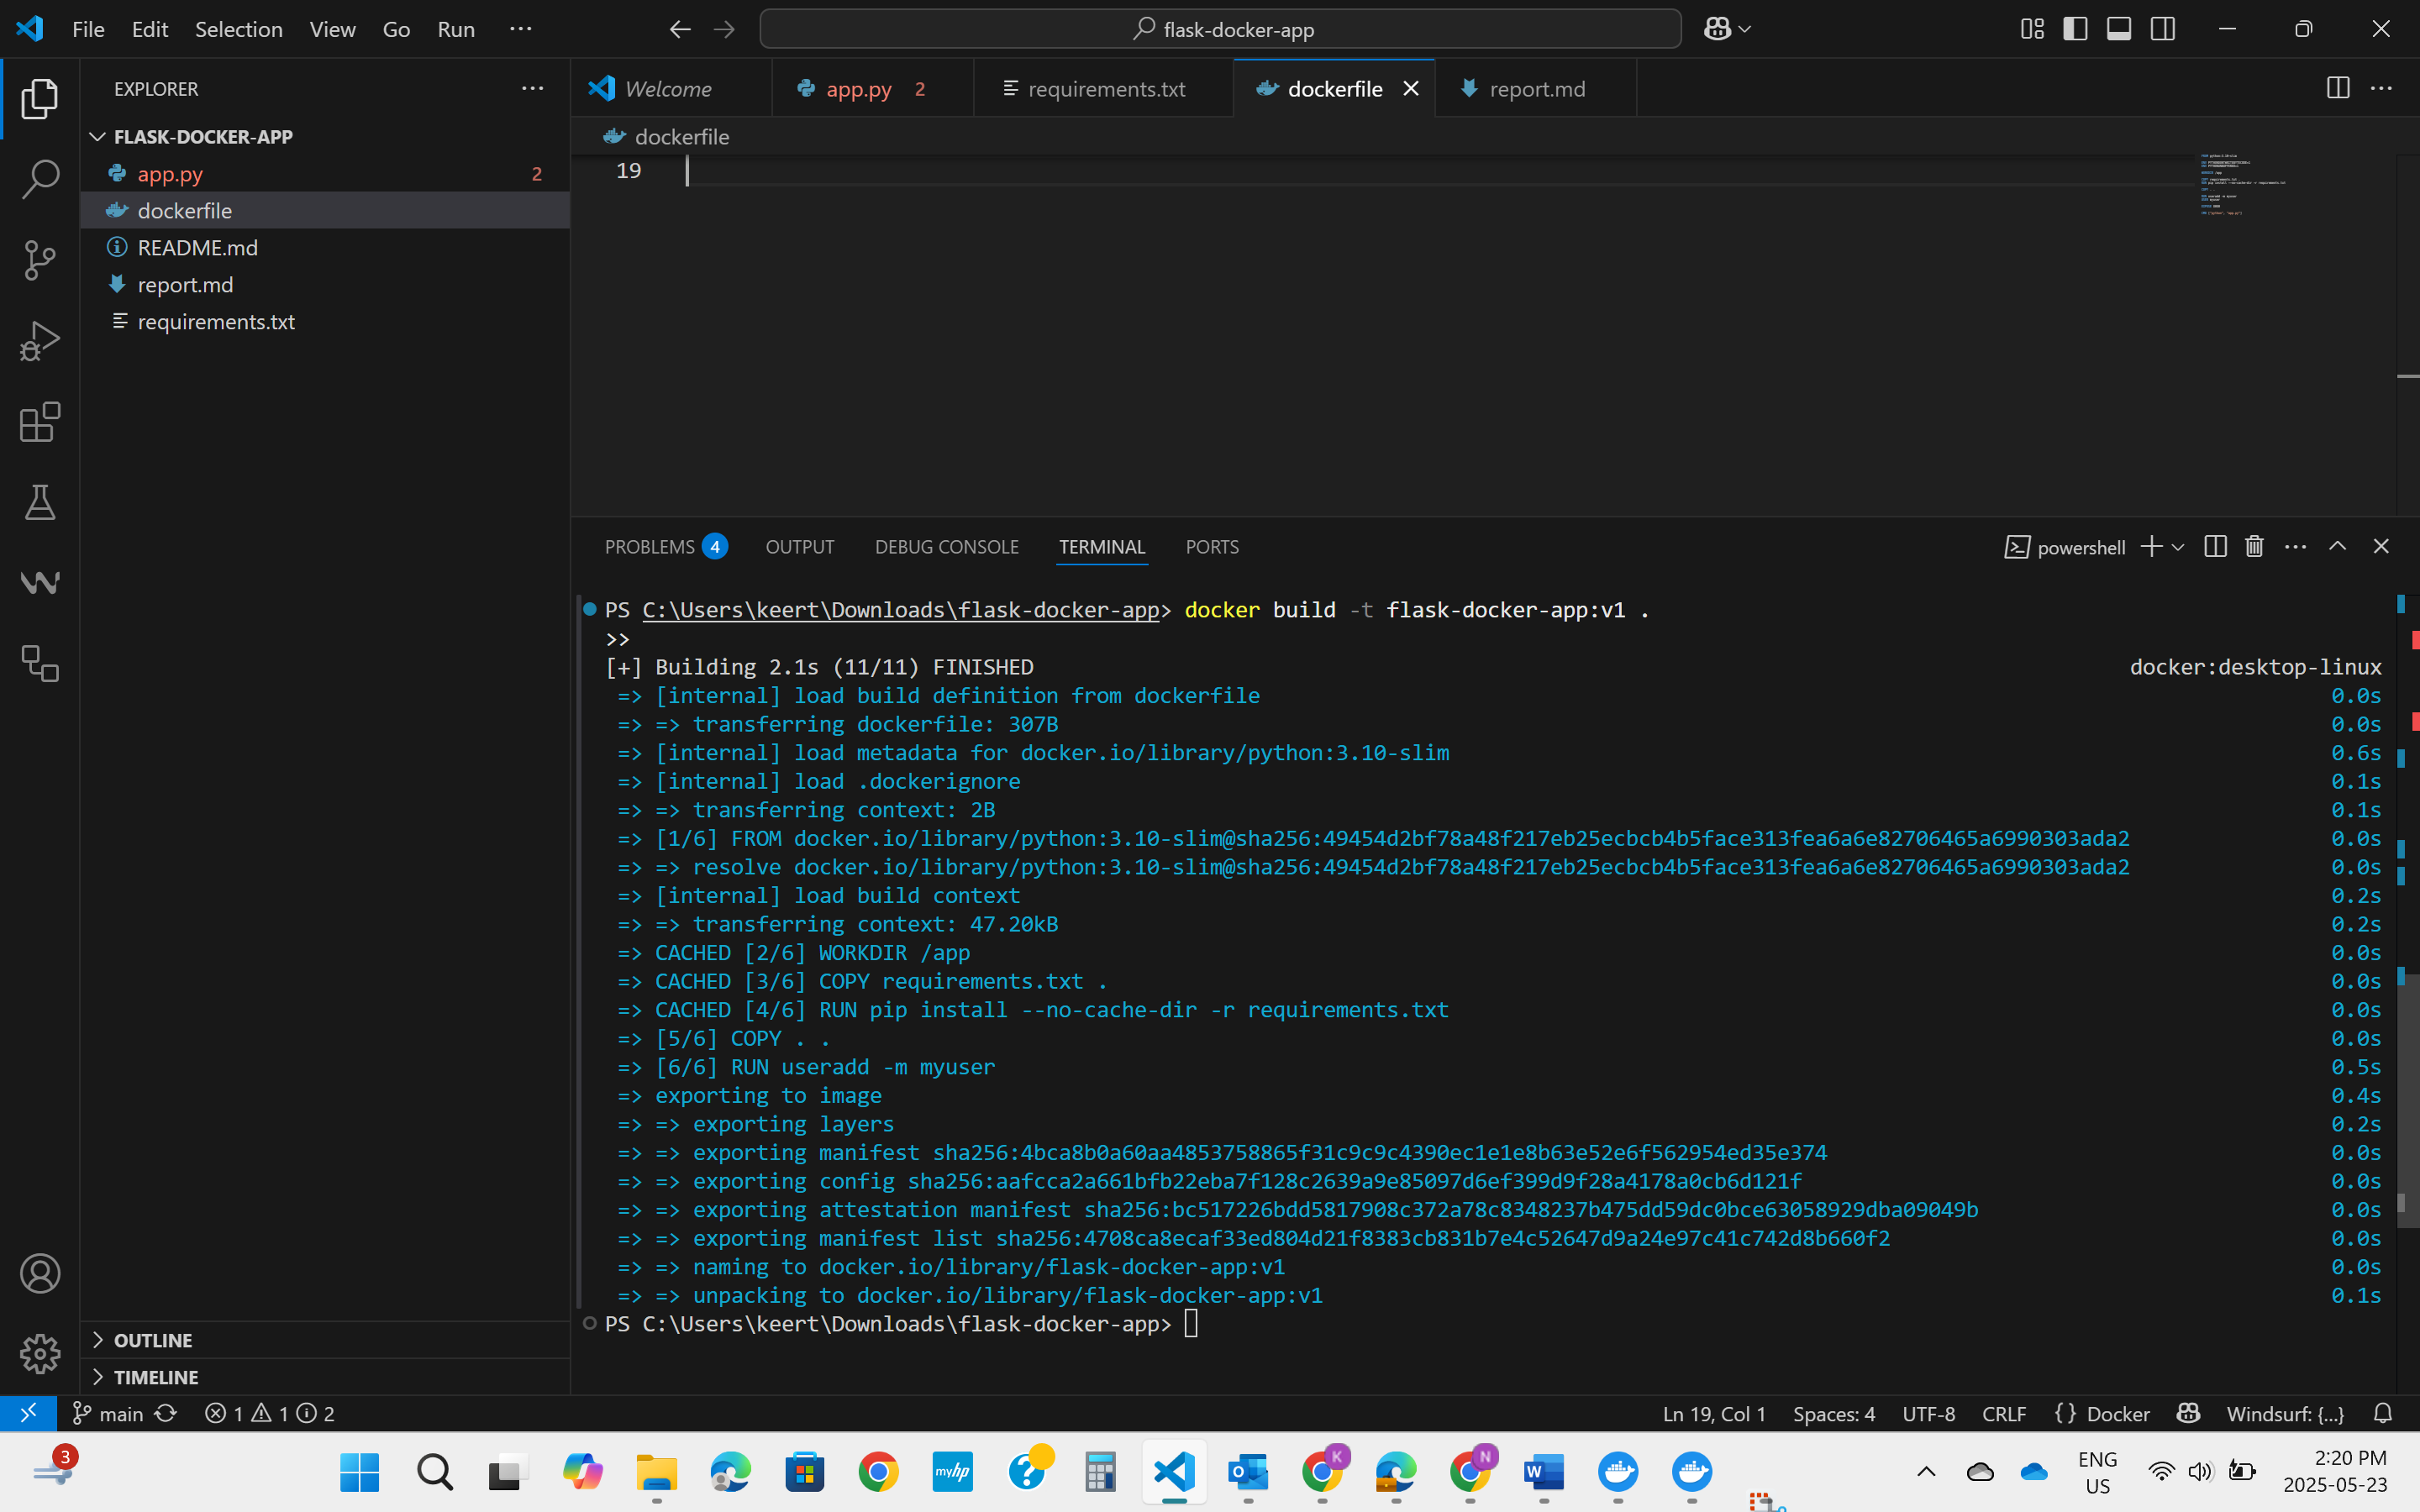 File Edit Selection View Go Run ··· flask-docker-app
EXPLORER ···
Welcome app.py 2 requirements.txt dockerfile report.md
FLASK-DOCKER-APP
dockerfile
app.py 2
19
dockerfile
README.md
report.md
requirements.txt
PROBLEMS 4 OUTPUT DEBUG CONSOLE TERMINAL PORTS powershell
PS C:\Users\keert\Downloads\flask-docker-app> docker build -t flask-docker-app:v1 .
>>
[+] Building 2.1s (11/11) FINISHED docker:desktop-linux
=> [internal] load build definition from dockerfile 0.0s
=> => transferring dockerfile: 307B 0.0s
=> [internal] load metadata for docker.io/library/python:3.10-slim 0.6s
=> [internal] load .dockerignore 0.1s
=> => transferring context: 2B 0.1s
=> [1/6] FROM docker.io/library/python:3.10-slim@sha256:49454d2bf78a48f217eb25ecbcb4b5face313fea6a6e82706465a6990303ada2 0.0s
=> => resolve docker.io/library/python:3.10-slim@sha256:49454d2bf78a48f217eb25ecbcb4b5face313fea6a6e82706465a6990303ada2 0.0s
=> [internal] load build context 0.2s
=> => transferring context: 47.20kB 0.2s
=> CACHED [2/6] WORKDIR /app 0.0s
=> CACHED [3/6] COPY requirements.txt . 0.0s
=> CACHED [4/6] RUN pip install --no-cache-dir -r requirements.txt 0.0s
=> [5/6] COPY . . 0.0s
=> [6/6] RUN useradd -m myuser 0.5s
=> exporting to image 0.4s
=> => exporting layers 0.2s
=> => exporting manifest sha256:4bca8b0a60aa4853758865f31c9c9c4390ec1e1e8b63e52e6f562954ed35e374 0.0s
=> => exporting config sha256:aafcca2a661bfb22eba7f128c2639a9e85097d6ef399d9f28a4178a0cb6d121f 0.0s
=> => exporting attestation manifest sha256:bc517226bdd5817908c372a78c8348237b475dd59dc0bce63058929dba09049b 0.0s
=> => exporting manifest list sha256:4708ca8ecaf33ed804d21f8383cb831b7e4c52647d9a24e97c41c742d8b660f2 0.0s
=> => naming to docker.io/library/flask-docker-app:v1 0.0s
=> => unpacking to docker.io/library/flask-docker-app:v1 0.1s
PS C:\Users\keert\Downloads\flask-docker-app>
OUTLINE
TIMELINE
main 1 1 2 Ln 19, Col 1 Spaces: 4 UTF-8 CRLF {} Docker Windsurf: {...}
3 myhp K N ENG 2:20 PM
US 2025-05-23